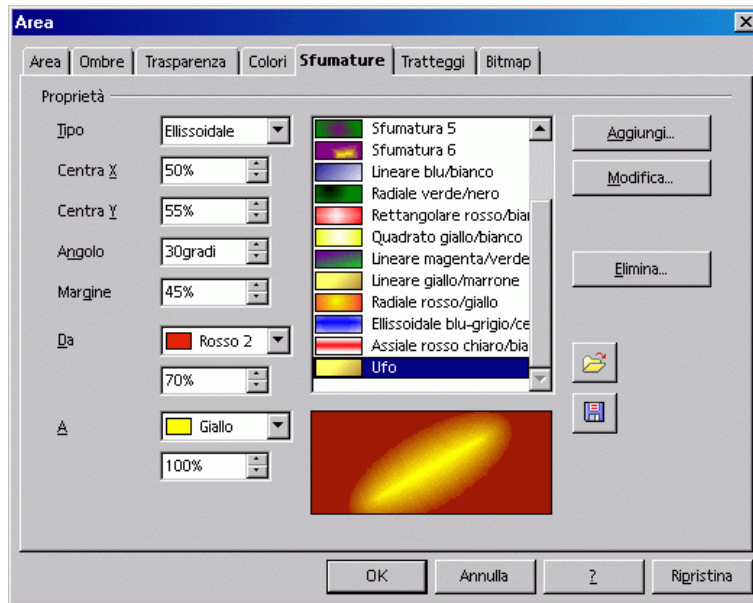 Area
Area Ombre Trasparenza Colori Sfumature Tratteggi Bitmap
Proprietà
Tipo
Ellissoidale
Centra X
50%
Centra Y
55%
Angolo
30gradi
Margine
45%
Da
Rosso 2
70%
A
Giallo
100%
Sfumatura 5
Sfumatura 6
Lineare blu/bianco
Radiale verde/nero
Rettangolare rosso/bian
Quadrato giallo/bianco
Lineare magenta/verde
Lineare giallo/marrone
Radiale rosso/giallo
Ellissoidale blu-grigio/ce
Assiale rosso chiaro/bia
Ufo
Aggiungi...
Modifica...
Elimina...
OK Annulla ? Ripristina